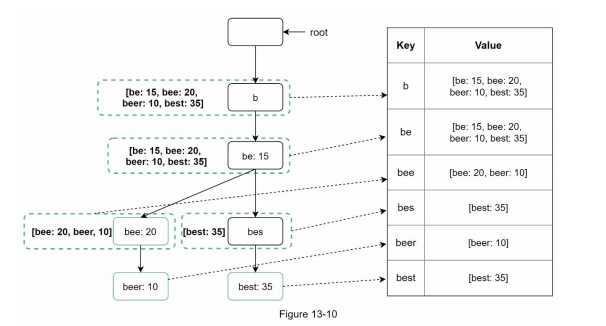 root
Key Value
[be: 15, bee: 20,
beer: 10, best: 35]
b
b
[be: 15, bee: 20,
beer: 10, best: 35]
[be: 15, bee: 20,
beer: 10, best: 35]
be: 15
be
[be: 15, bee: 20,
beer: 10, best: 35]
bee
[bee: 20, beer: 10]
[bee: 20, beer, 10]
bee: 20
[best: 35]
bes
bes
[best: 35]
beer
[beer: 10]
beer: 10
best: 35
best
[best: 35]
Figure 13-10